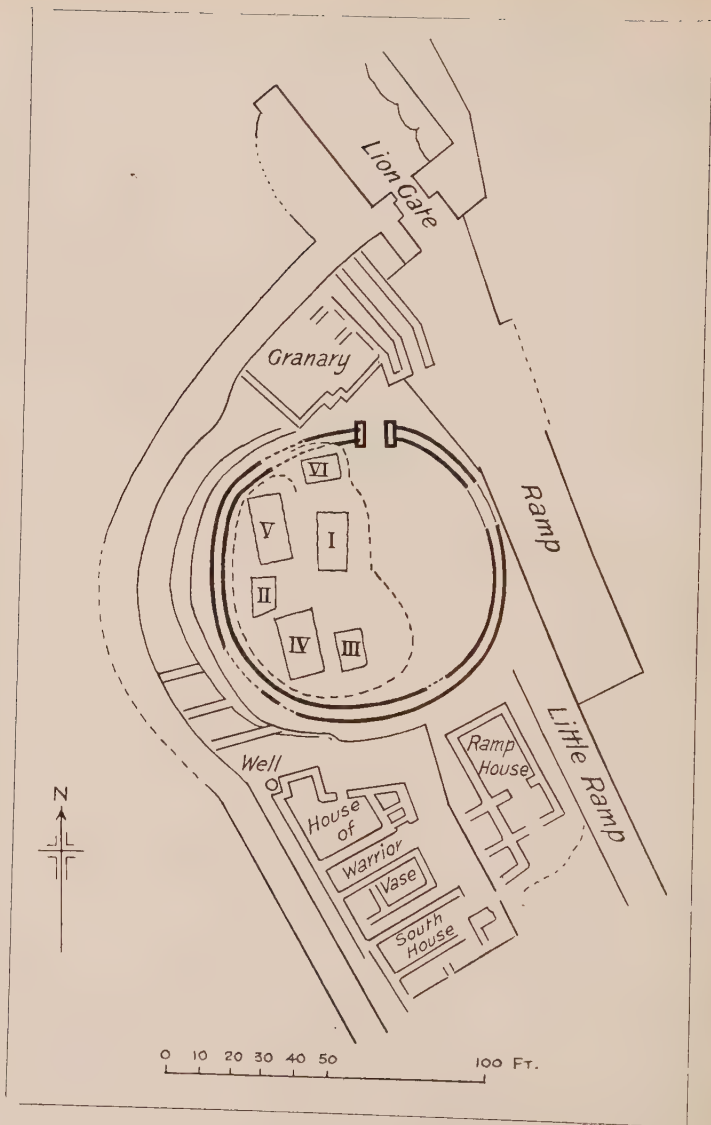 Lion Gate
Granary
VI
V
I
II
IV
III
Ramp
Little Ramp
Ramp
House
Well
House
of
Warrior
Vase
South
House
N
0 10 20 30 40 50 100 FT.